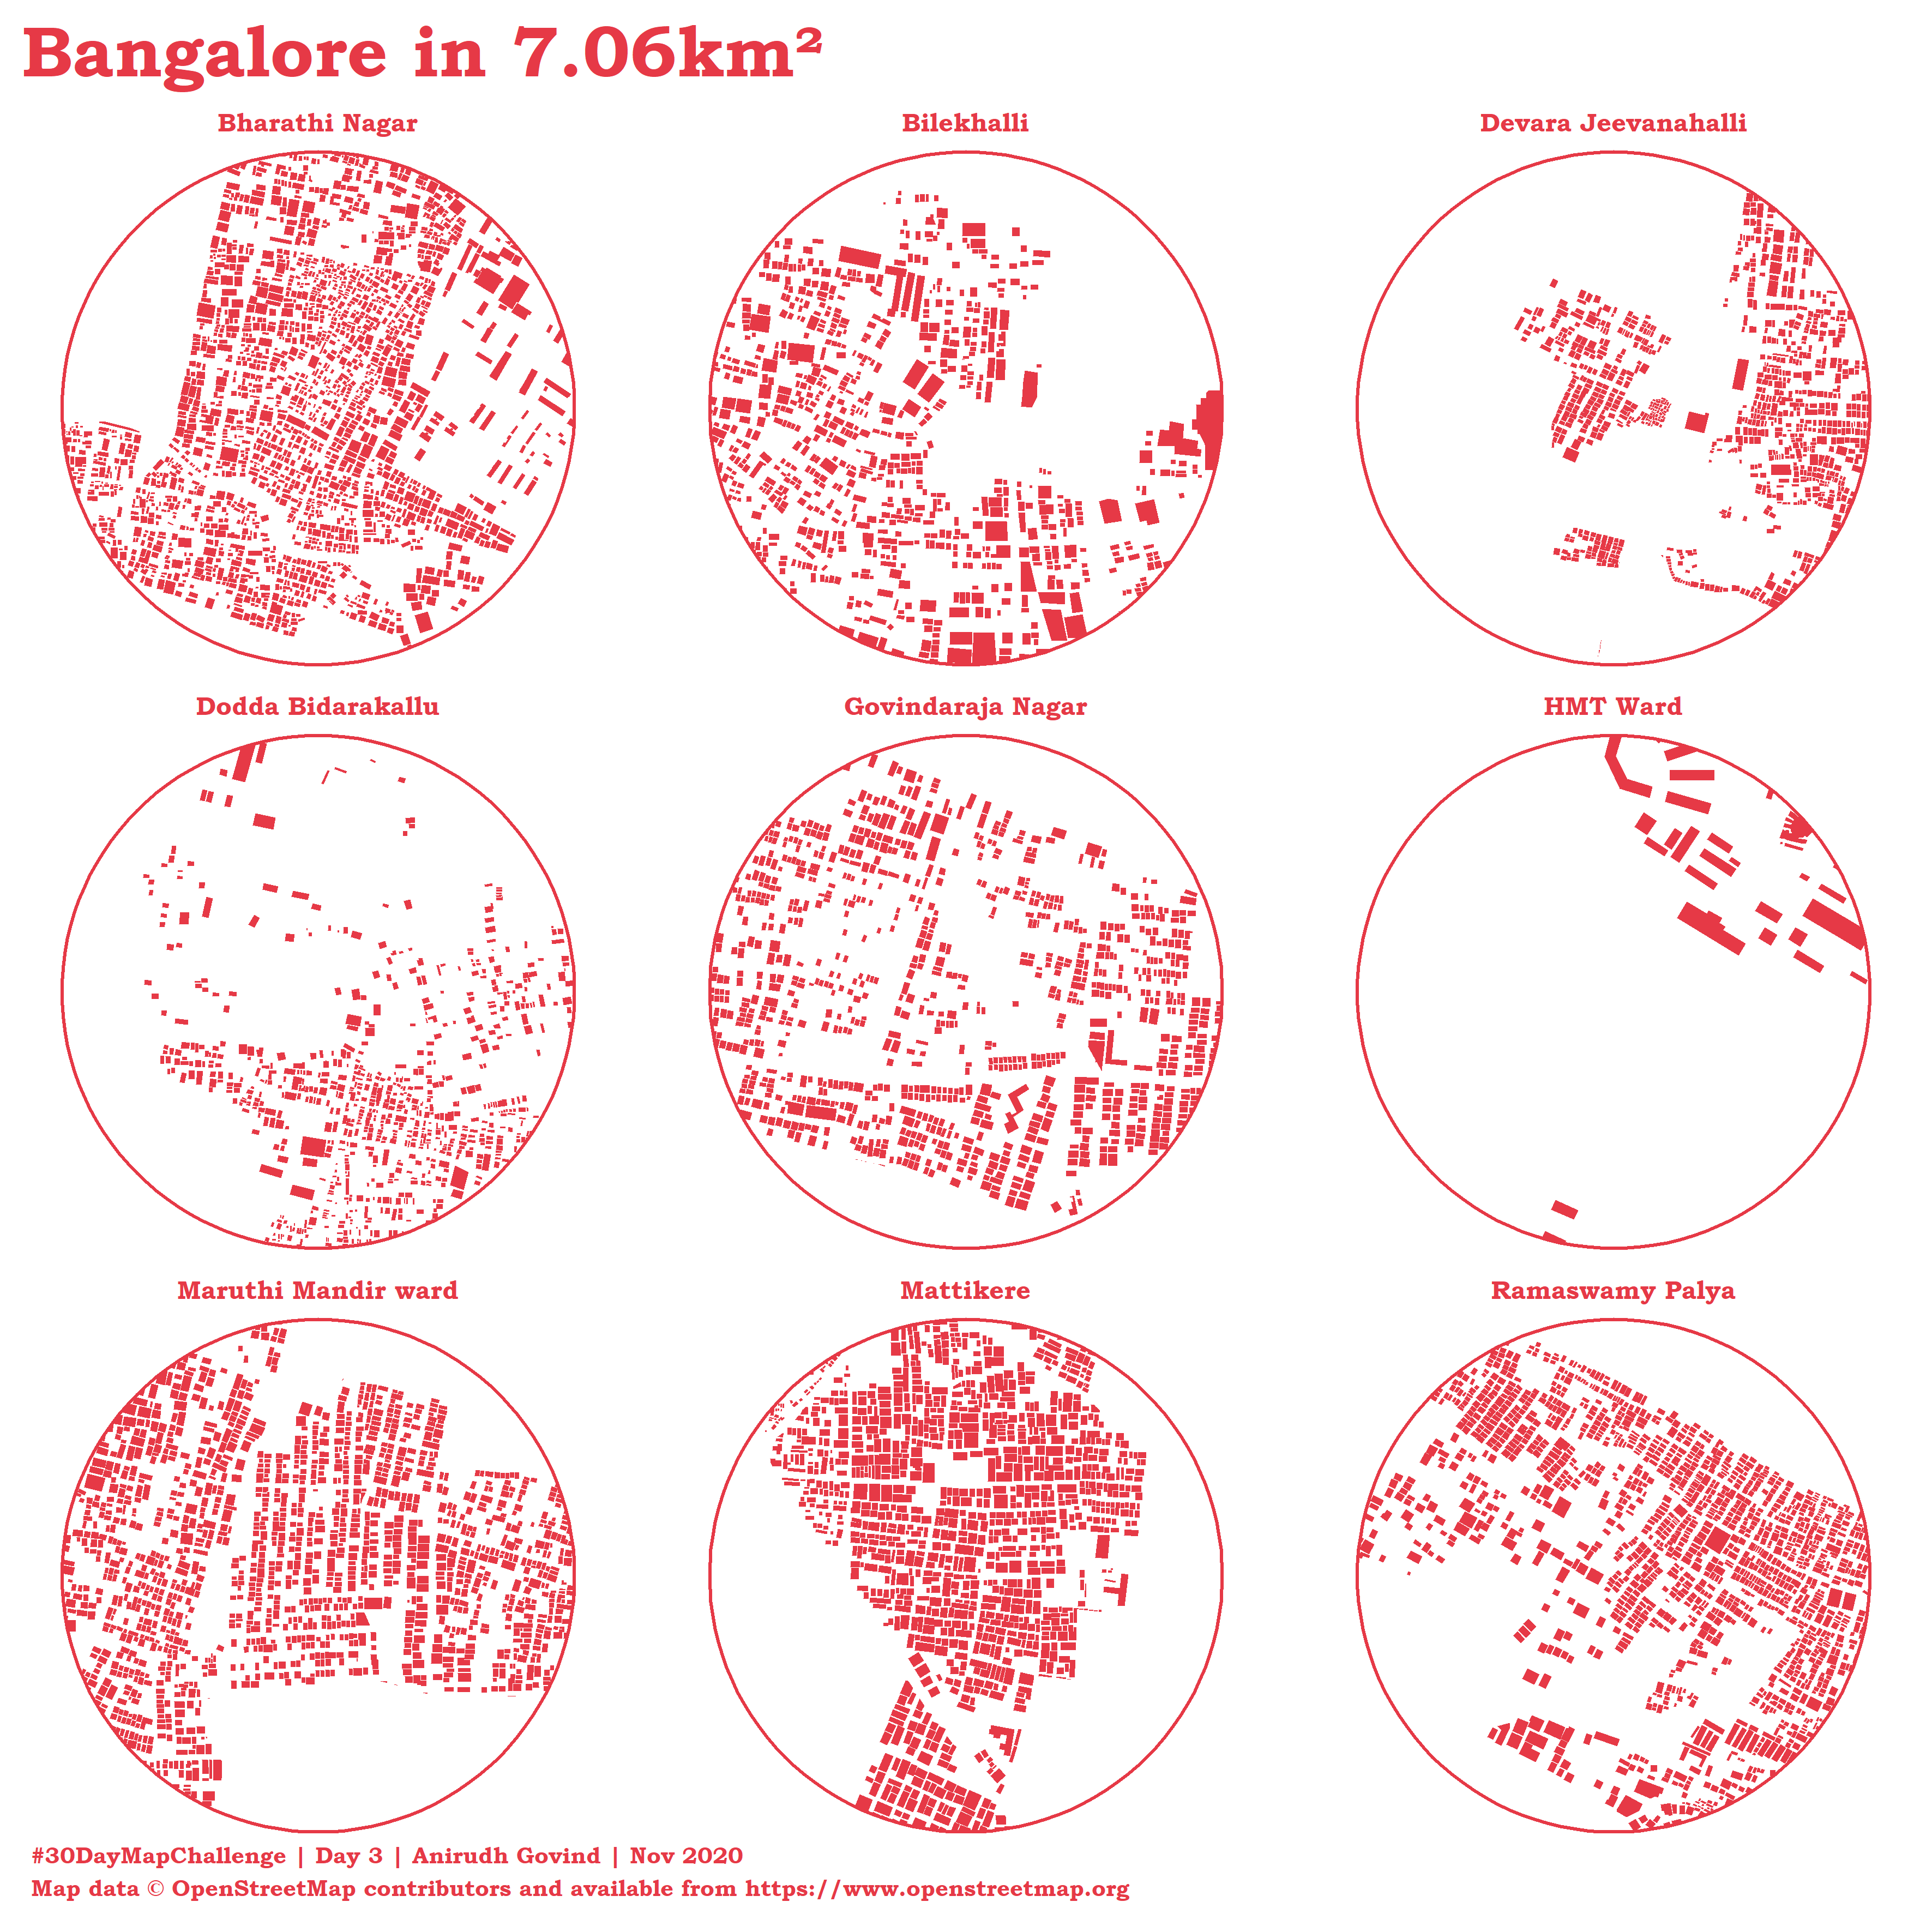 Bangalore in 7.06km²
Bharathi Nagar
Bilekhalli
Devara Jeevanahalli
Dodda Bidarakallu
Govindaraja Nagar
HMT Ward
Maruthi Mandir ward
Mattikere
Ramaswamy Palya
#30DayMapChallenge | Day 3 | Anirudh Govind | Nov 2020
Map data © OpenStreetMap contributors and available from https://www.openstreetmap.org